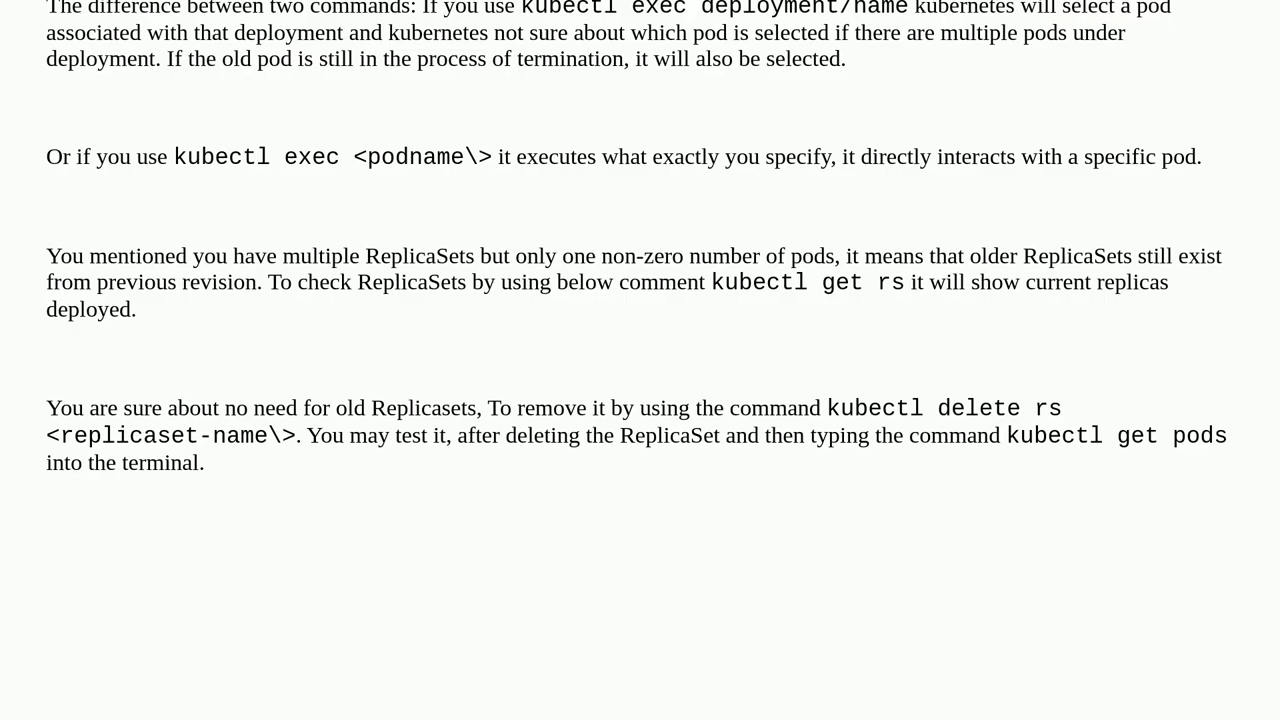 The difference between two commands: If you use kubectl exec deployment/name kubernetes will select a pod
associated with that deployment and kubernetes not sure about which pod is selected if there are multiple pods under
deployment. If the old pod is still in the process of termination, it will also be selected.
Or if you use kubectl exec <podname\> it executes what exactly you specify, it directly interacts with a specific pod.
You mentioned you have multiple ReplicaSets but only one non-zero number of pods, it means that older ReplicaSets still exist
from previous revision. To check ReplicaSets by using below comment kubectl get rs it will show current replicas
deployed.
You are sure about no need for old Replicasets, To remove it by using the command kubectl delete rs
<replicaset-name\>. You may test it, after deleting the ReplicaSet and then typing the command kubectl get pods
into the terminal.